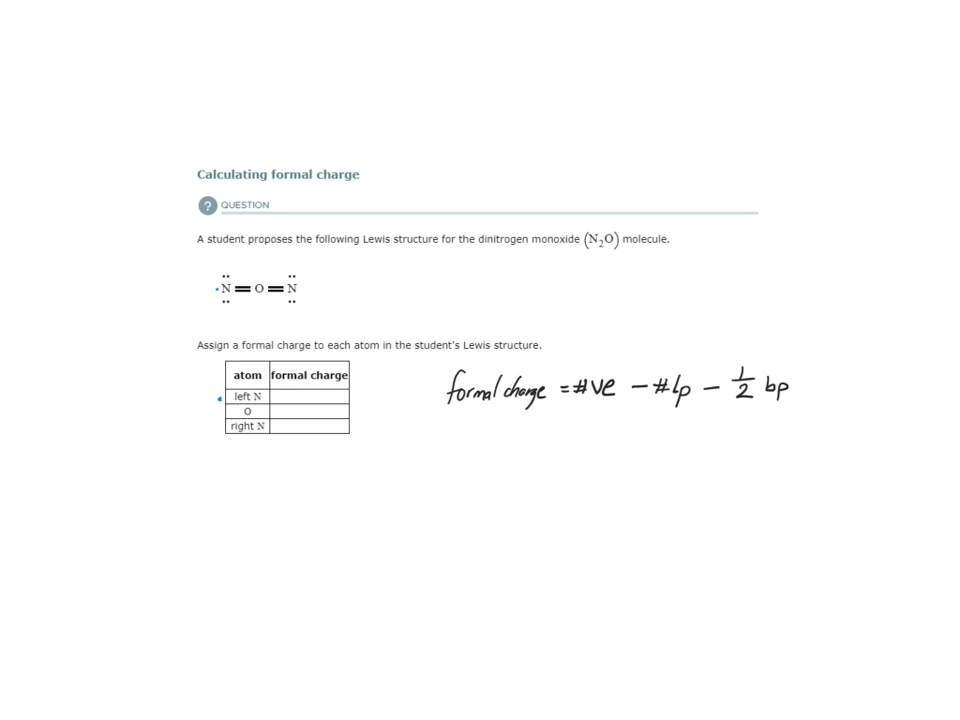 Calculating formal charge
? QUESTION
A student proposes the following Lewis structure for the dinitrogen monoxide (N₂O) molecule.
N=O=N
Assign a formal charge to each atom in the student's Lewis structure.
atom formal charge
left N
O
right N
formal charge = #ve - #lp - 1/2 bp